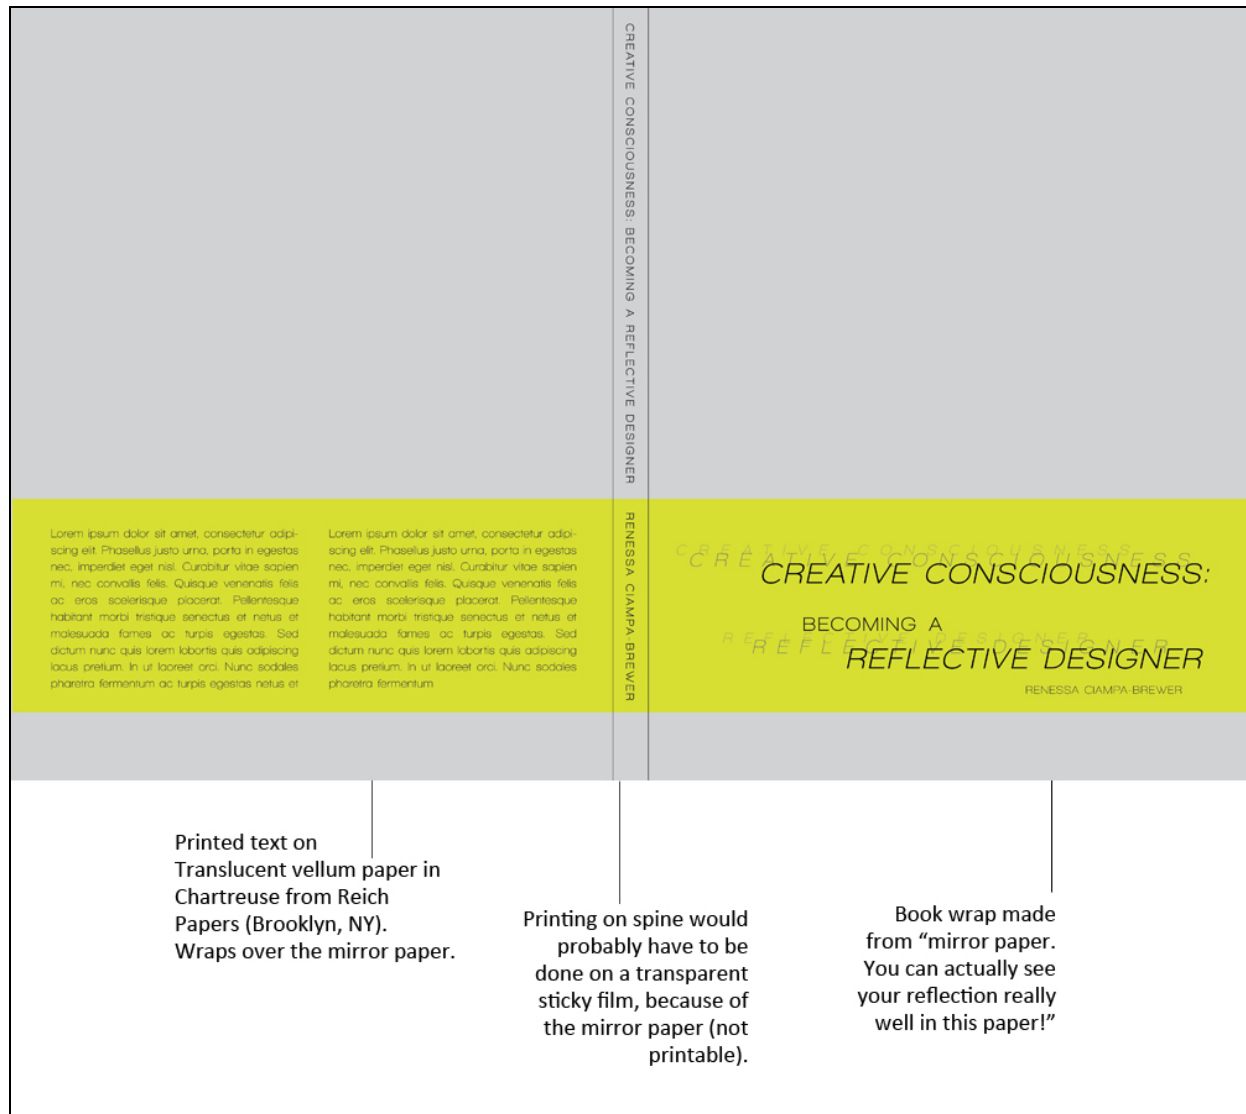 CREATIVE CONSCIOUSNESS: BECOMING A REFLECTIVE DESIGNER
RENESSA CIAMPA-BREWER
Lorem ipsum dolor sit amet, consectetur adipi-
scing elit. Phasellus justo urna, porta in egestas
nec, imperdiet eget nisl. Curabitur vitae sapien
mi, nec convallis felis. Quisque venenatis felis
ac eros scelerisque placerat. Pellentesque
habitant morbi tristique senectus et netus et
malesuada fames ac turpis egestas. Sed
dictum nunc quis lorem lobortis quis adipiscing
lacus pretium. In ut laoreet orci. Nunc sodales
pharetra fermentum ac turpis egestas netus et
Lorem ipsum dolor sit amet, consectetur adipi-
scing elit. Phasellus justo urna, porta in egestas
nec, imperdiet eget nisl. Curabitur vitae sapien
mi, nec convallis felis. Quisque venenatis felis
ac eros scelerisque placerat. Pellentesque
habitant morbi tristique senectus et netus et
malesuada fames ac turpis egestas. Sed
dictum nunc quis lorem lobortis quis adipiscing
lacus pretium. In ut laoreet orci. Nunc sodales
pharetra fermentum
CREATIVE CONSCIOUSNESS
CREATIVE CONSCIOUSNESS
CREATIVE CONSCIOUSNESS:
BECOMING A
REFLECTIVE DESIGNER
REFLECTIVE DESIGNER
REFLECTIVE DESIGNER
RENESSA CIAMPA-BREWER
Printed text on
Translucent vellum paper in
Chartreuse from Reich
Papers (Brooklyn, NY).
Wraps over the mirror paper.
Printing on spine would
probably have to be
done on a transparent
sticky film, because of
the mirror paper (not
printable).
Book wrap made
from “mirror paper.
You can actually see
your reflection really
well in this paper!”